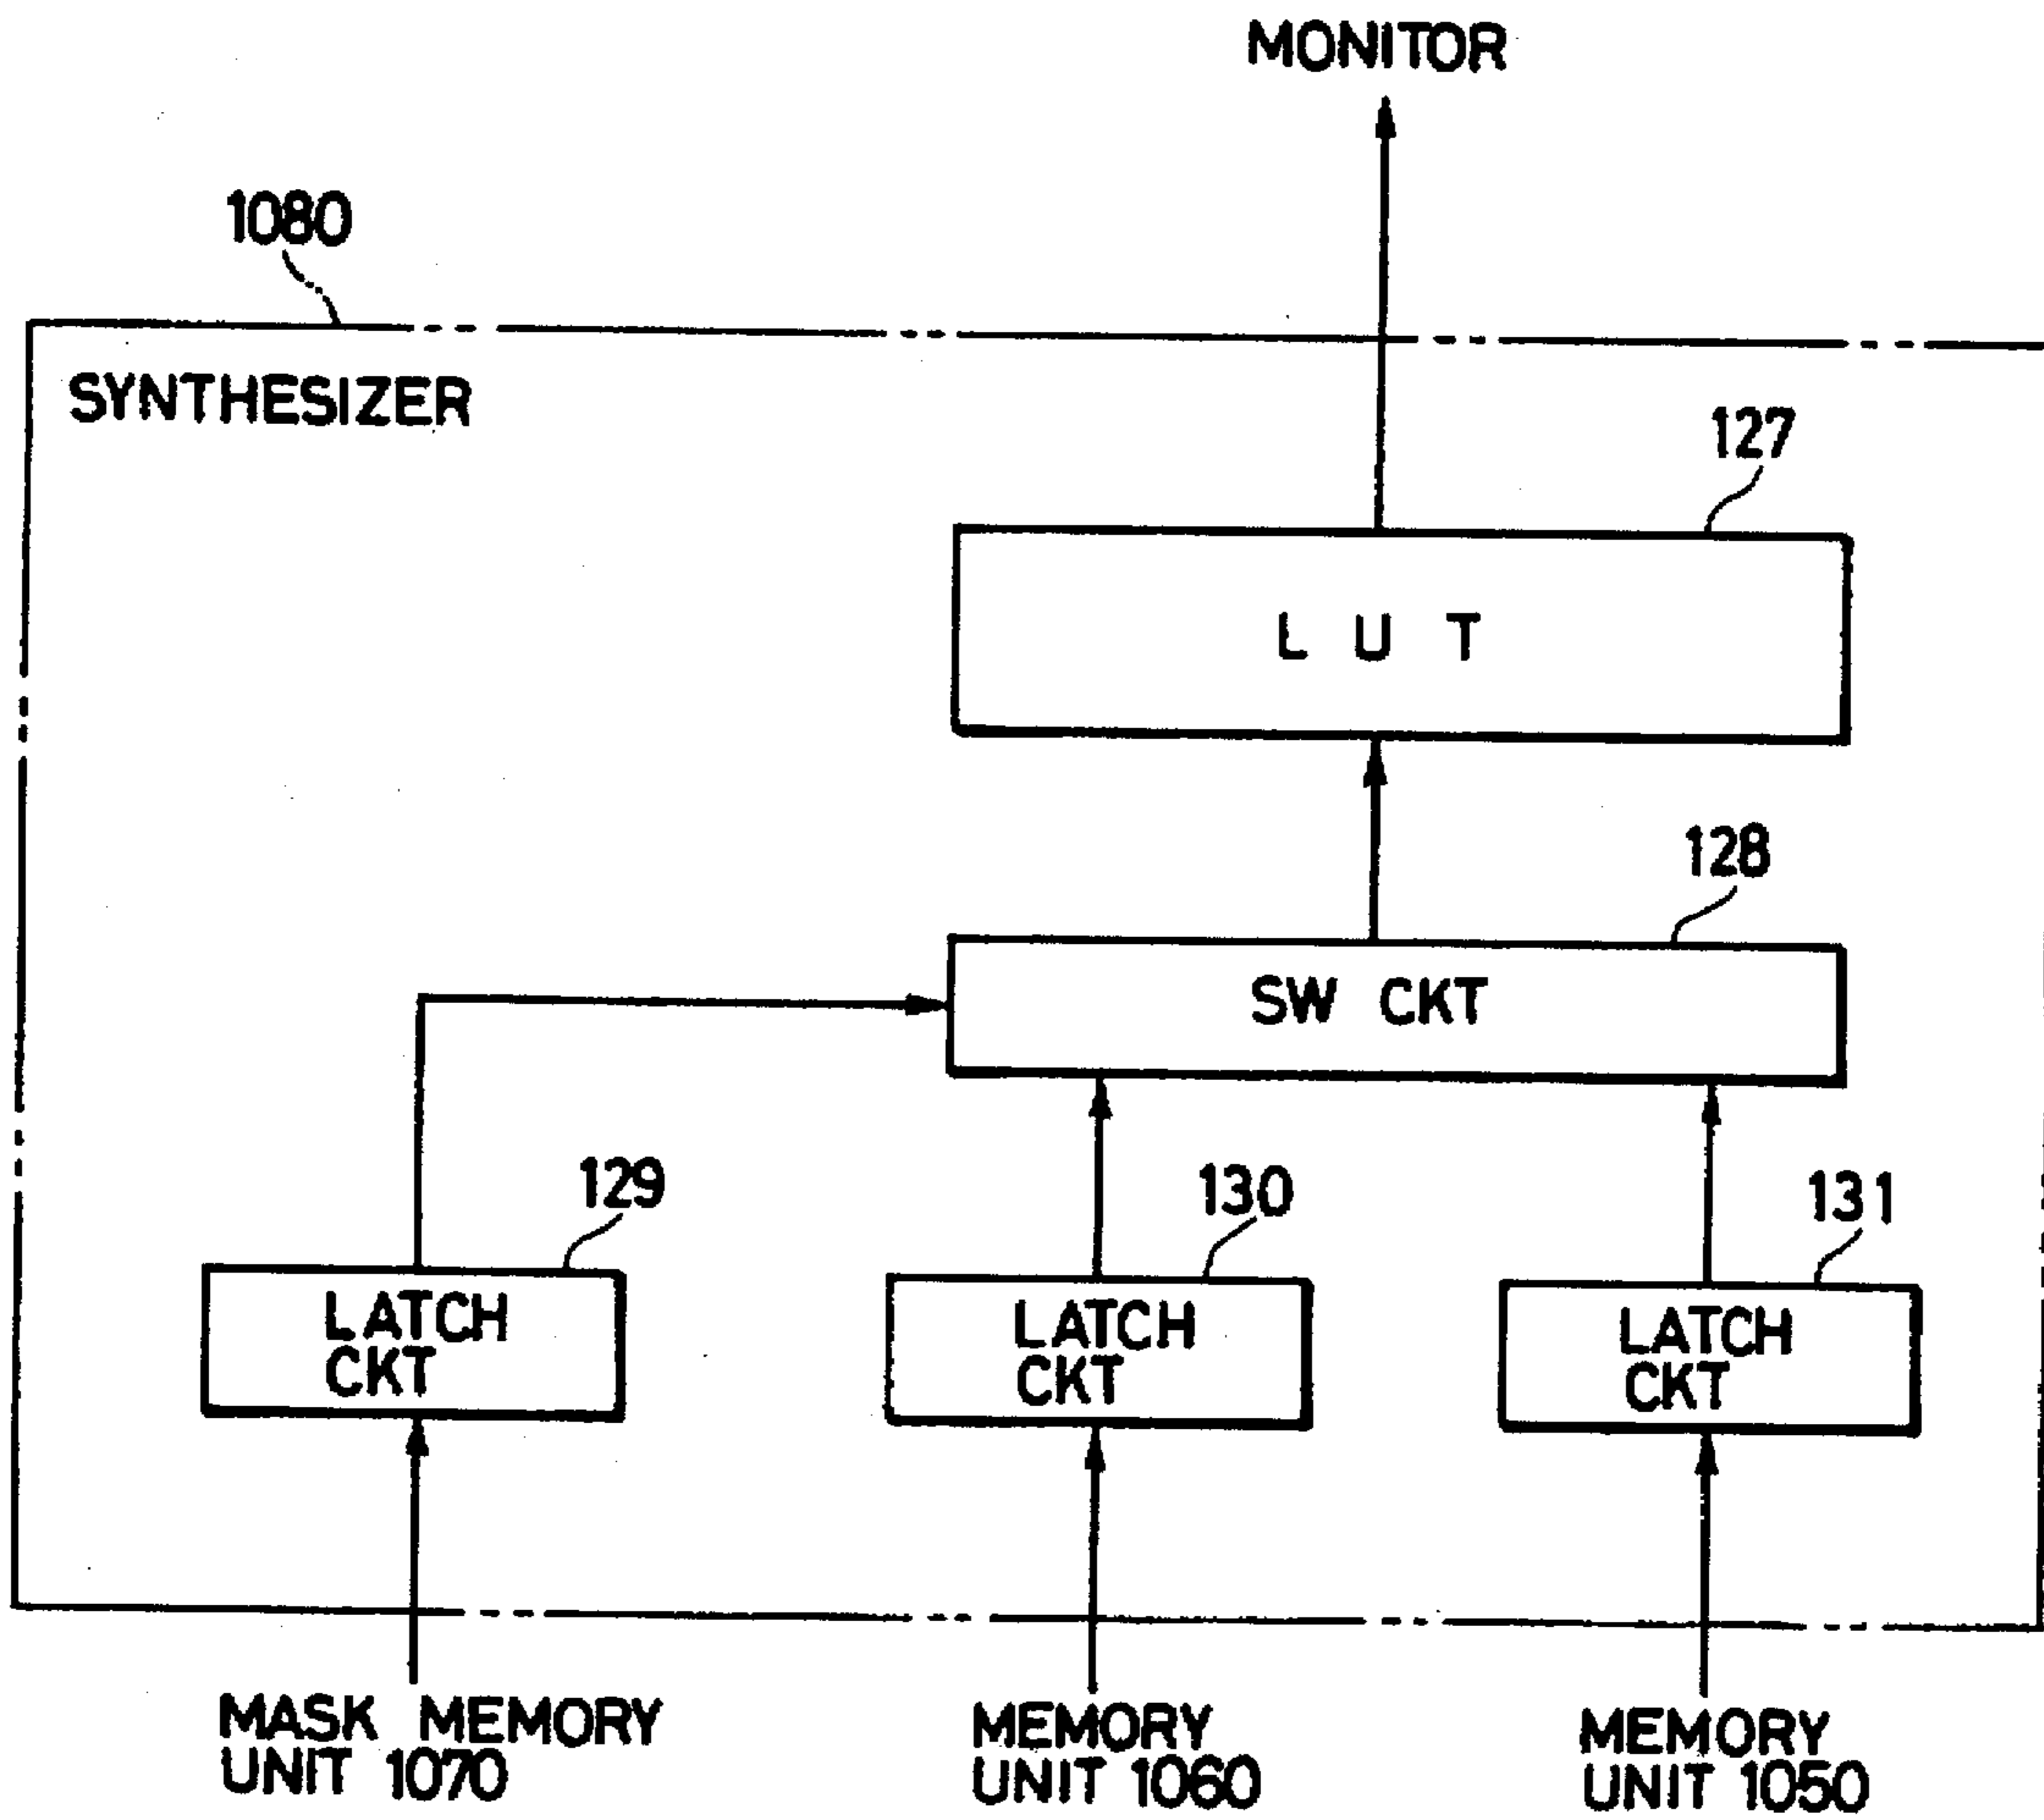 MONITOR
1080
SYNTHESIZER
127
L U T
128
SW CKT
129
130
131
LATCH
CKT
LATCH
CKT
LATCH
CKT
MASK MEMORY
UNIT 1070
MEMORY
UNIT 1060
MEMORY
UNIT 1050